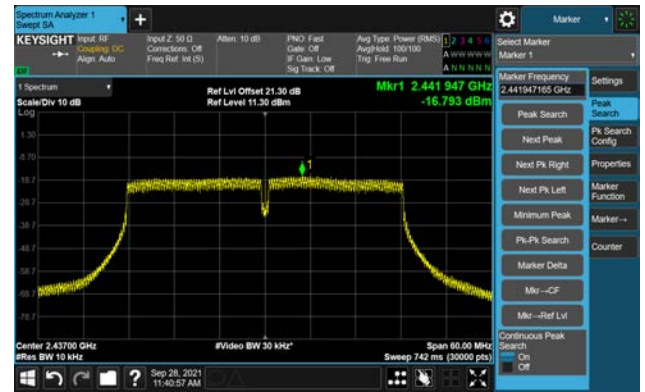 Spectrum Analyzer 1
Swept SA
Marker
KEYSIGHT
Input: RF
Coupling: DC
Align: Auto
Input Z: 50 Ω
Corrections: Off
Freq Ref: Int (S)
Atten: 10 dB
PNO: Fast
Gate: Off
IF Gain: Low
Sig Track: Off
Avg Type: Power (RMS)
Avg|Hold: 100/100
Trig: Free Run
1 2 3 4 5 6
A W W W W W
A N N N N N
Select Marker
Marker 1
1 Spectrum
Scale/Div 10 dB
Log
Ref Lvl Offset 21.30 dB
Ref Level 11.30 dBm
Mkr1 2.441 947 GHz
-16.793 dBm
1.30
-8.70
-18.7
-28.7
-38.7
-48.7
-58.7
-68.7
-78.7
1
Center 2.43700 GHz
#Res BW 10 kHz
#Video BW 30 kHz*
Span 60.00 MHz
Sweep 742 ms (30000 pts)
Marker Frequency
2.441947165 GHz
Peak Search
Next Peak
Next Pk Right
Next Pk Left
Minimum Peak
Pk-Pk Search
Marker Delta
Mkr→CF
Mkr→Ref Lvl
Continuous Peak
Search
On
Off
Settings
Peak
Search
Pk Search
Config
Properties
Marker
Function
Marker→
Counter
?
Sep 28, 2021
11:40:57 AM